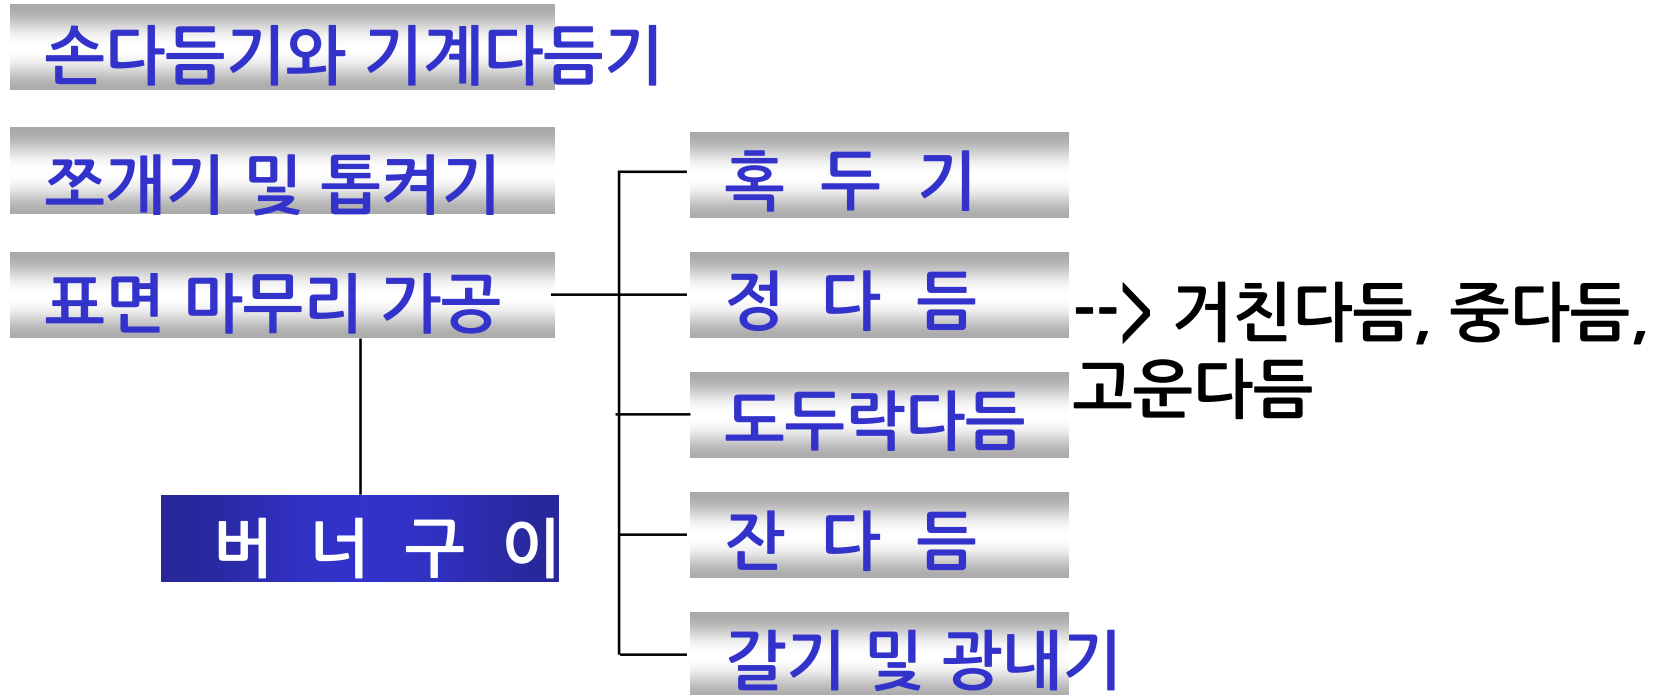 손다듬기와 기계다듬기
쪼개기 및 톱켜기
표면 마무리 가공
버 너 구 이
혹 두 기
정 다 듬
--> 거친다듬, 중다듬,
고운다듬
도두락다듬
잔 다 듬
갈기 및 광내기